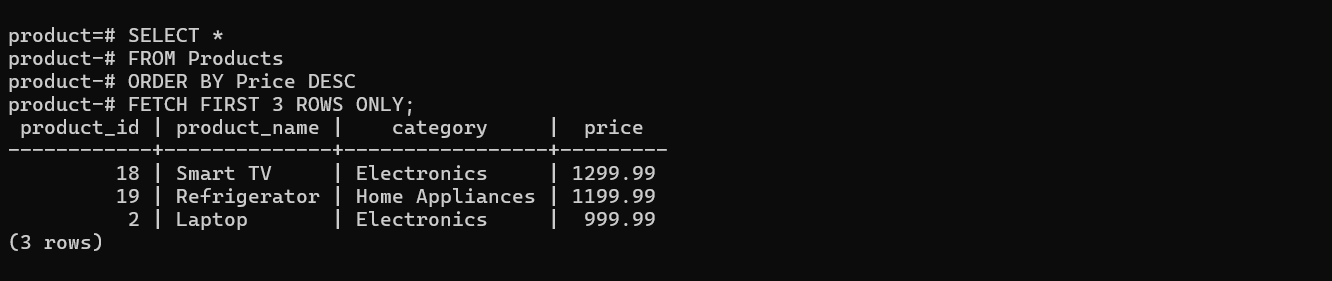 product=# SELECT *
product-# FROM Products
product-# ORDER BY Price DESC
product-# FETCH FIRST 3 ROWS ONLY;
 product_id | product_name |    category     |  price
------------+--------------+-----------------+---------
         18 | Smart TV     | Electronics     | 1299.99
         19 | Refrigerator | Home Appliances | 1199.99
          2 | Laptop       | Electronics     |  999.99
(3 rows)